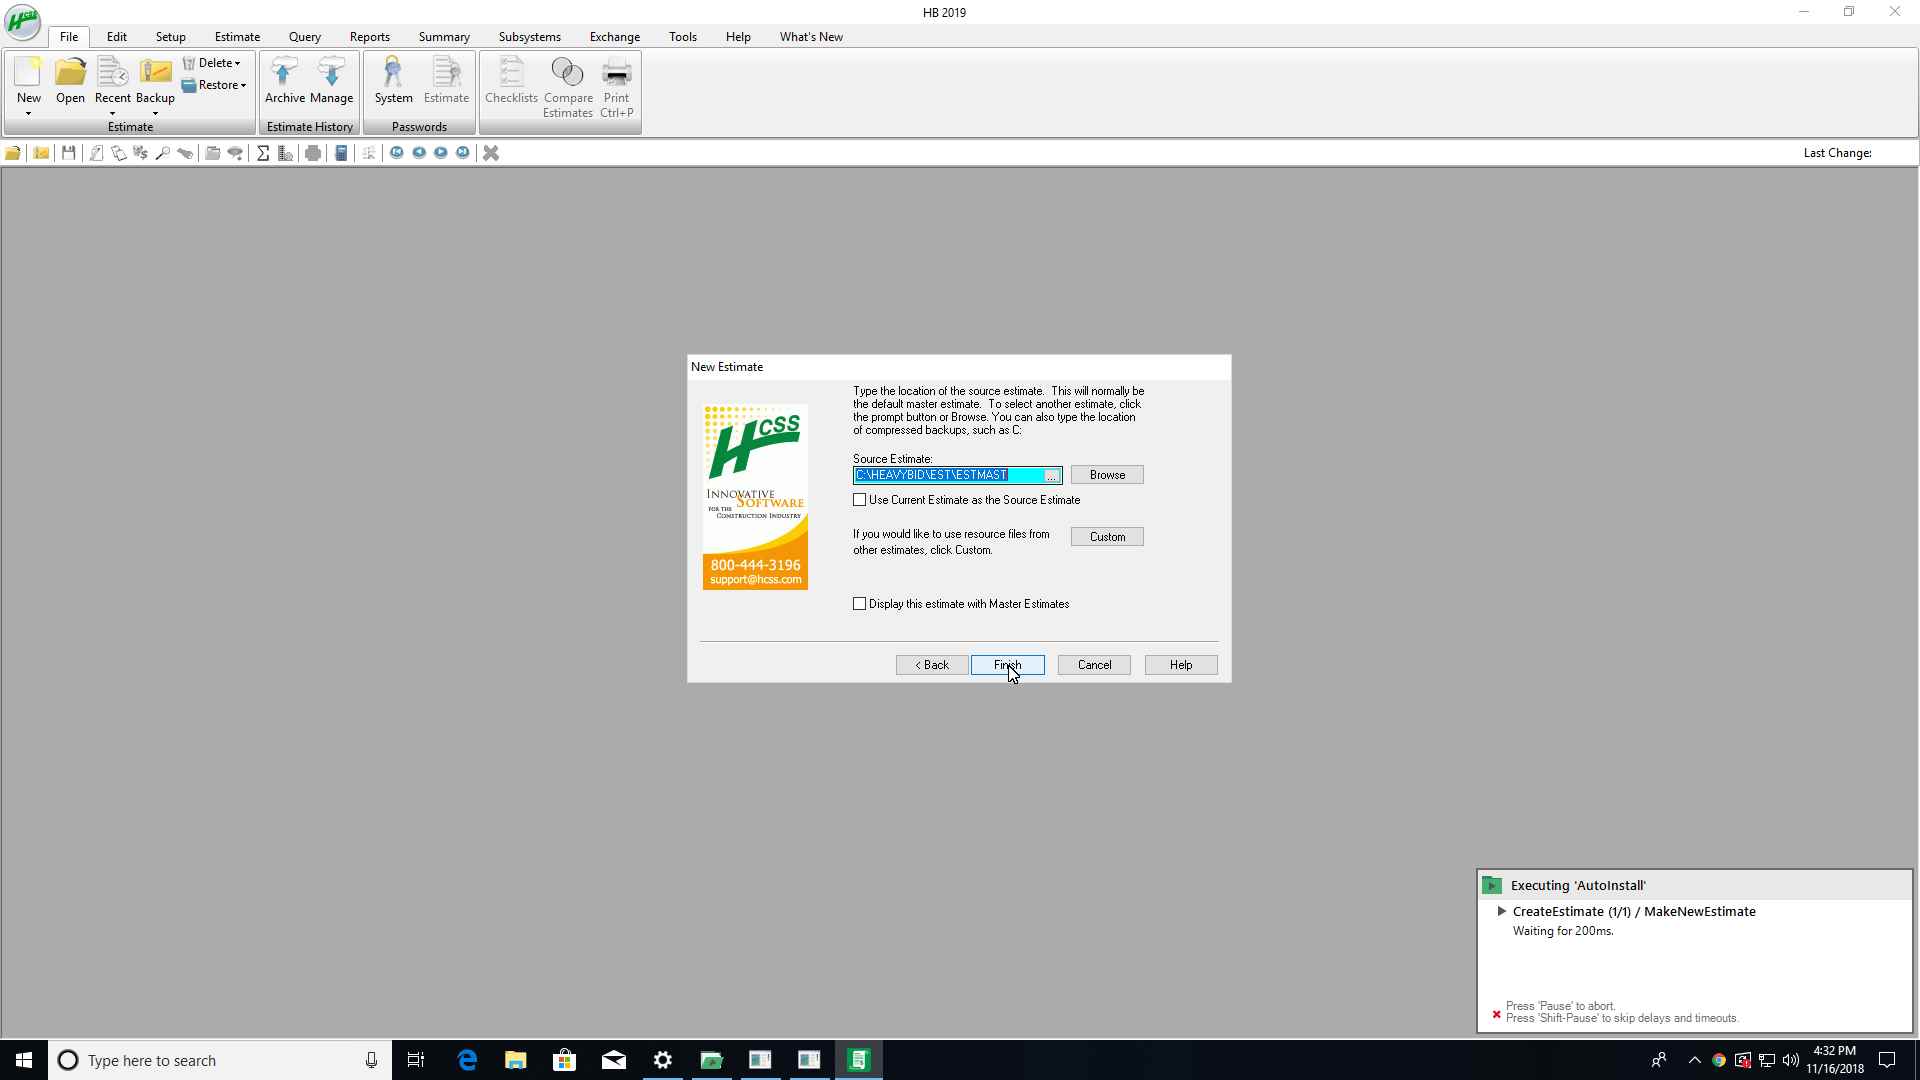 HB 2019
File Edit Setup Estimate Query Reports Summary Subsystems Exchange Tools Help What's New
New Open Recent Backup Delete Restore
Archive Manage
System Estimate
Checklists Compare Estimates Print Ctrl+P
Estimate Estimate History Passwords
Last Change:
New Estimate
Type the location of the source estimate. This will normally be
the default master estimate. To select another estimate, click
the prompt button or Browse. You can also type the location
of compressed backups, such as C:
HCSS
INNOVATIVE
SOFTWARE
FOR THE
CONSTRUCTION INDUSTRY
800-444-3196
support@hcss.com
Source Estimate:
C:\HEAVYBID\EST\ESTMAST ... Browse
Use Current Estimate as the Source Estimate
If you would like to use resource files from
other estimates, click Custom.
Custom
Display this estimate with Master Estimates
< Back Finish Cancel Help
Executing 'AutoInstall'
CreateEstimate (1/1) / MakeNewEstimate
Waiting for 200ms.
Press 'Pause' to abort.
Press 'Shift-Pause' to skip delays and timeouts.
Type here to search
4:32 PM
11/16/2018